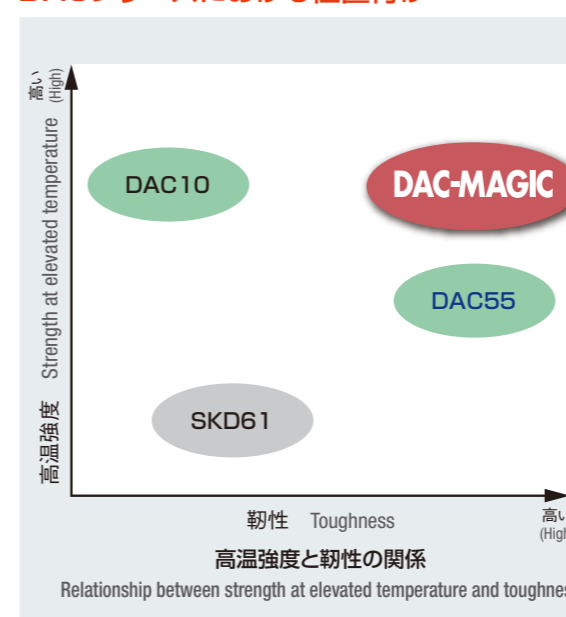 高い
(High)
DAC10
DAC-MAGIC
DAC55
SKD61
高温強度 Strength at elevated temperature
靭性 Toughness
高い
(High
高温強度と靭性の関係
Relationship between strength at elevated temperature and toughnes